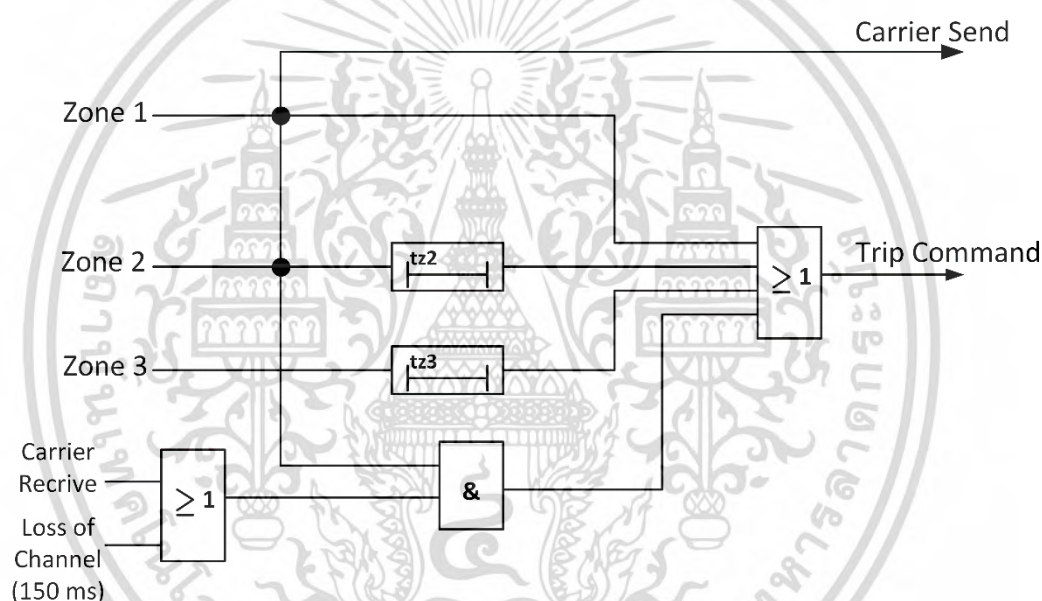 Carrier Send
Zone 1
Zone 2
tz2
≥ 1
Trip Command
Zone 3
tz3
Carrier
Recrive
≥ 1
&
Loss of
Channel
(150 ms)